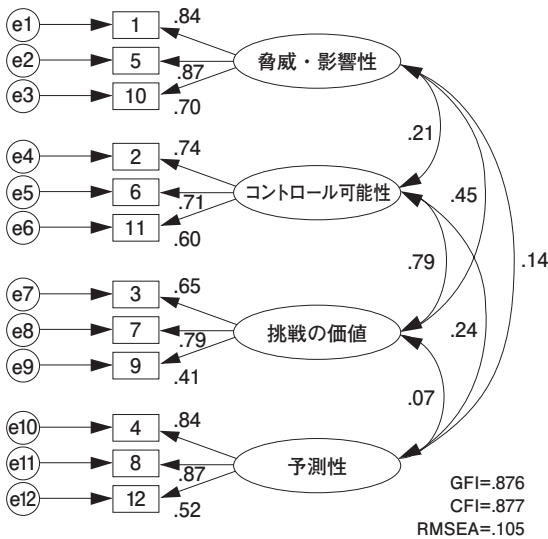 e1 1 .84
e2 5 .87 脅威・影響性
e3 10 .70
.21
e4 2 .74
e5 6 .71 コントロール可能性 .45
e6 11 .60
.79 .14
e7 3 .65
e8 7 .79 挑戦の価値 .24
e9 9 .41
.07
e10 4 .84
e11 8 .87 予測性
e12 12 .52
GFI=.876
CFI=.877
RMSEA=.105